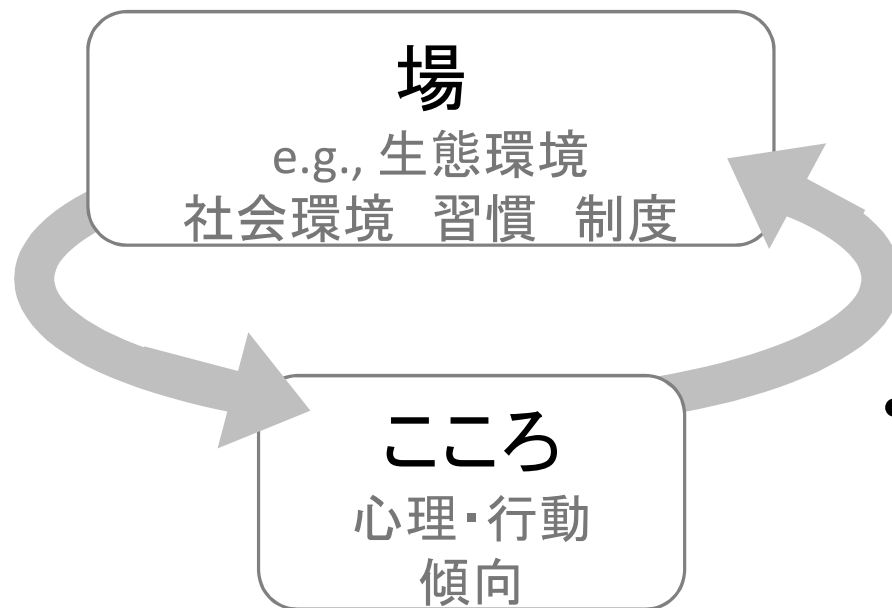 場
e.g., 生態環境
社会環境　習慣　制度
こころ
心理・行動
傾向